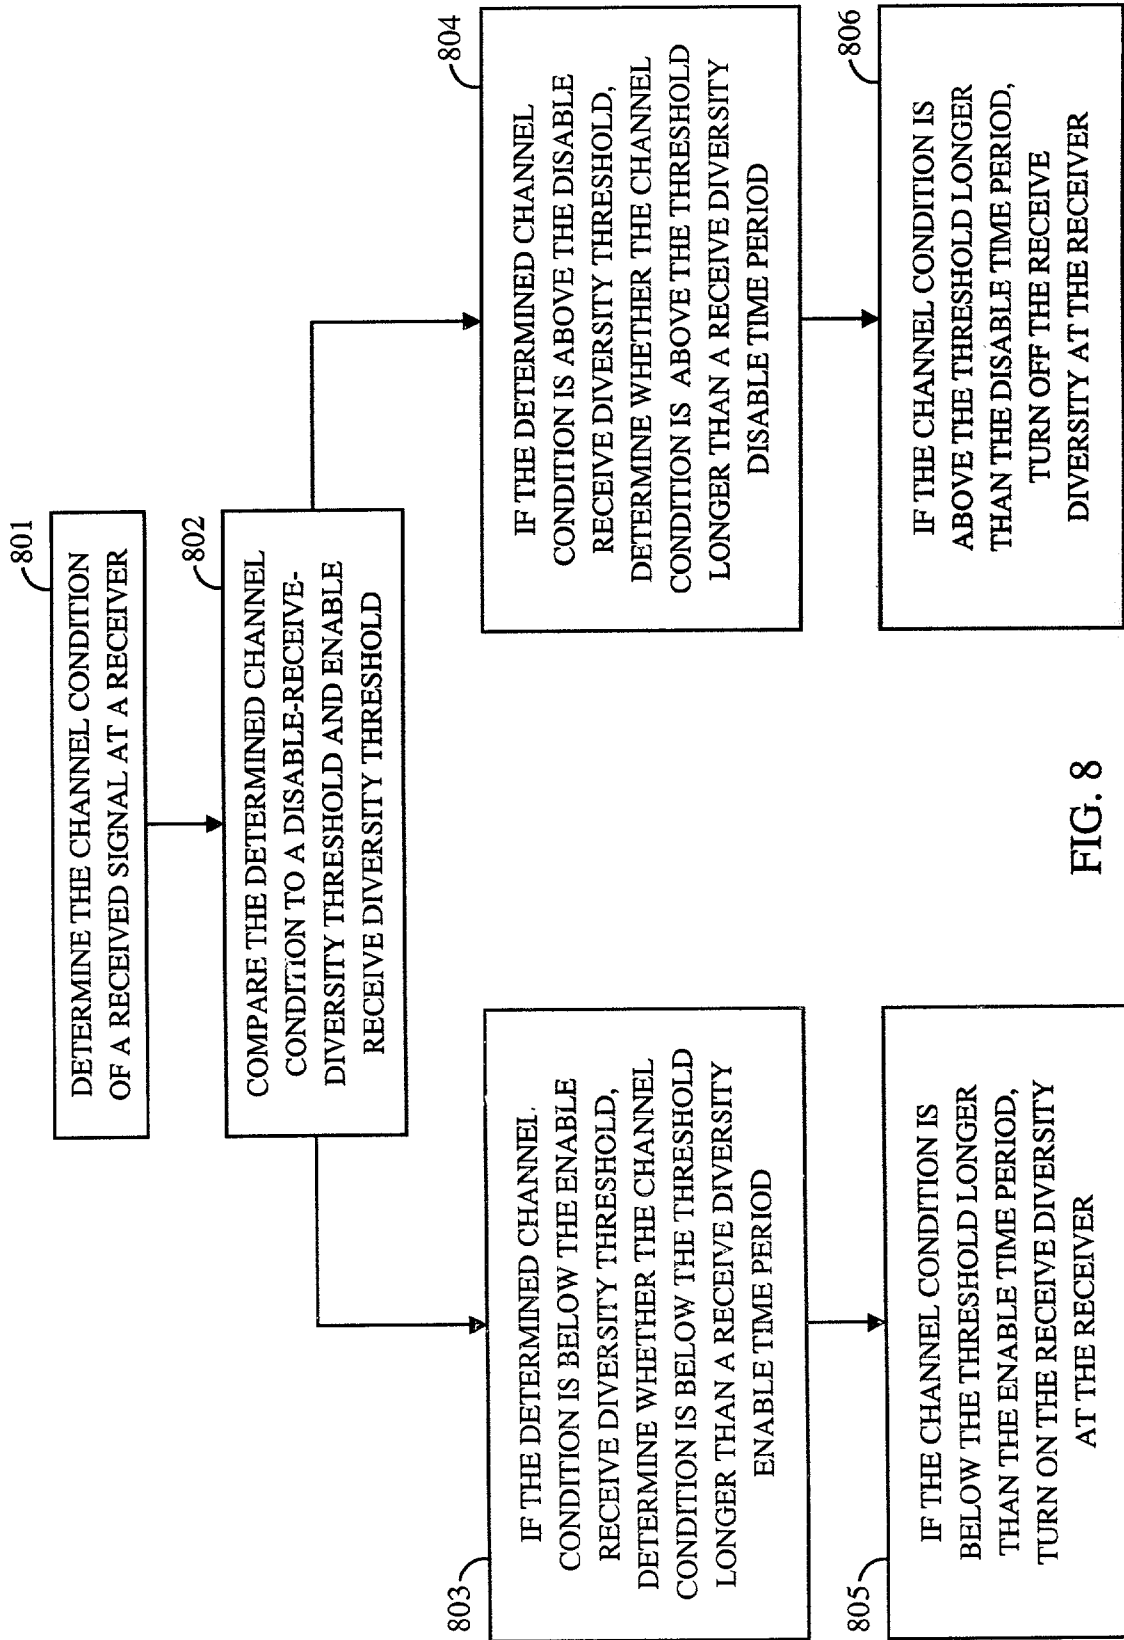 801
DETERMINE THE CHANNEL CONDITION
OF A RECEIVED SIGNAL AT A RECEIVER
802
COMPARE THE DETERMINED CHANNEL
CONDITION TO A DISABLE-RECEIVE-
DIVERSITY THRESHOLD AND ENABLE
RECEIVE DIVERSITY THRESHOLD
803
IF THE DETERMINED CHANNEL
CONDITION IS BELOW THE ENABLE
RECEIVE DIVERSITY THRESHOLD,
DETERMINE WHETHER THE CHANNEL
CONDITION IS BELOW THE THRESHOLD
LONGER THAN A RECEIVE DIVERSITY
ENABLE TIME PERIOD
804
IF THE DETERMINED CHANNEL
CONDITION IS ABOVE THE DISABLE
RECEIVE DIVERSITY THRESHOLD,
DETERMINE WHETHER THE CHANNEL
CONDITION IS ABOVE THE THRESHOLD
LONGER THAN A RECEIVE DIVERSITY
DISABLE TIME PERIOD
805
IF THE CHANNEL CONDITION IS
BELOW THE THRESHOLD LONGER
THAN THE ENABLE TIME PERIOD,
TURN ON THE RECEIVE DIVERSITY
AT THE RECEIVER
806
IF THE CHANNEL CONDITION IS
ABOVE THE THRESHOLD LONGER
THAN THE DISABLE TIME PERIOD,
TURN OFF THE RECEIVE
DIVERSITY AT THE RECEIVER
FIG. 8